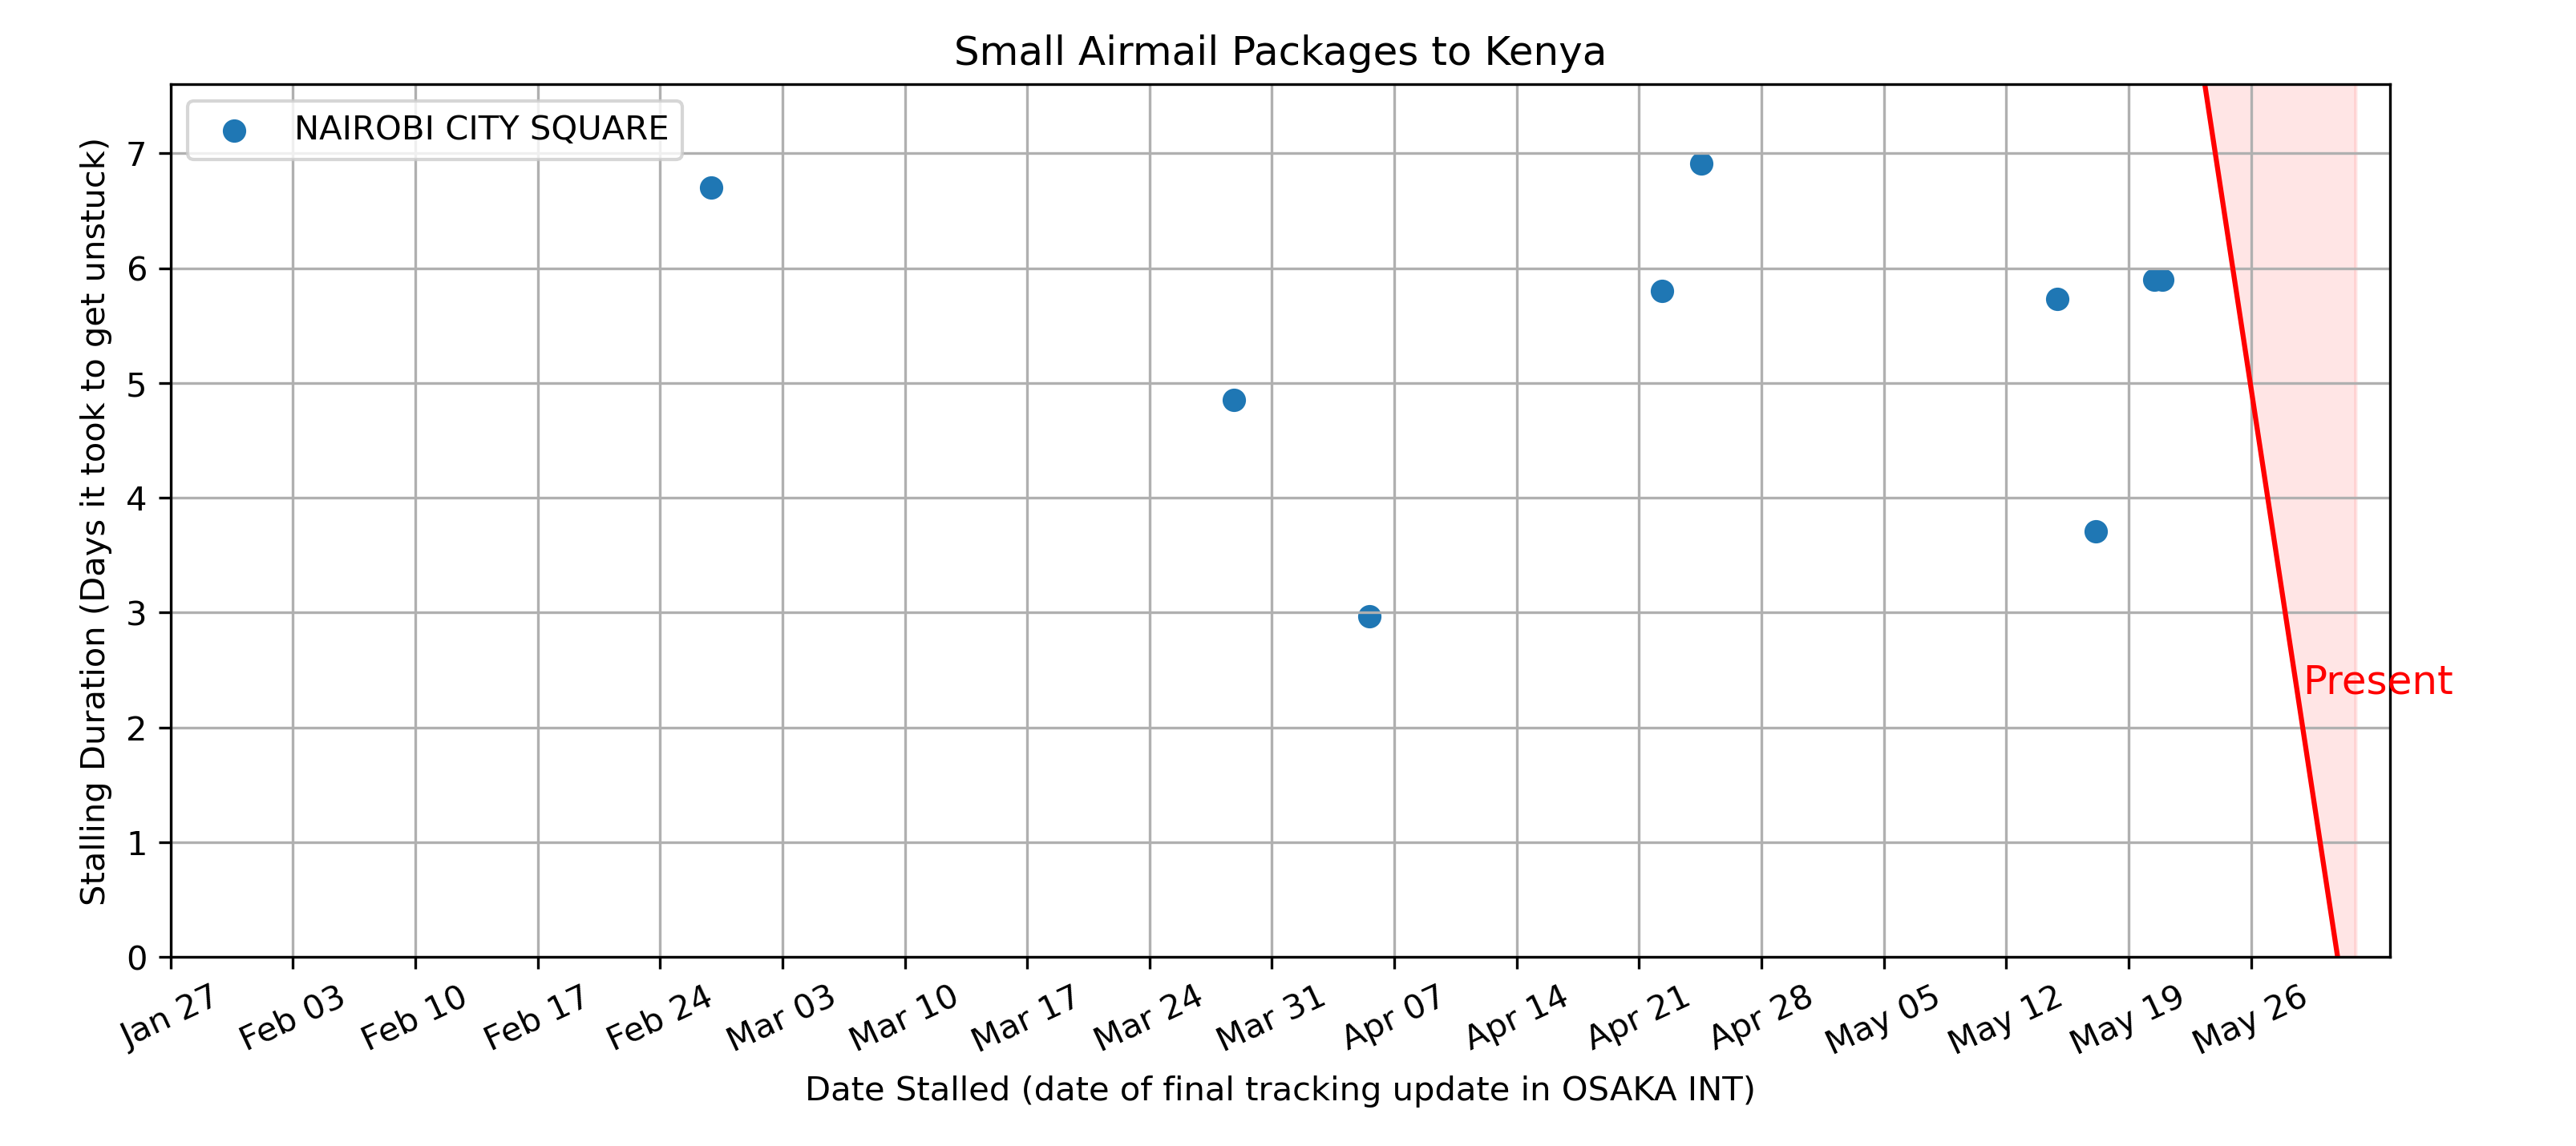 Small Airmail Packages to Kenya
NAIROBI CITY SQUARE
Stalling Duration (Days it took to get unstuck)
7
6
5
4
3
2
1
0
Present
Jan 27
Feb 03
Feb 10
Feb 17
Feb 24
Mar 03
Mar 10
Mar 17
Mar 24
Mar 31
Apr 07
Apr 14
Apr 21
Apr 28
May 05
May 12
May 19
May 26
Date Stalled (date of final tracking update in OSAKA INT)